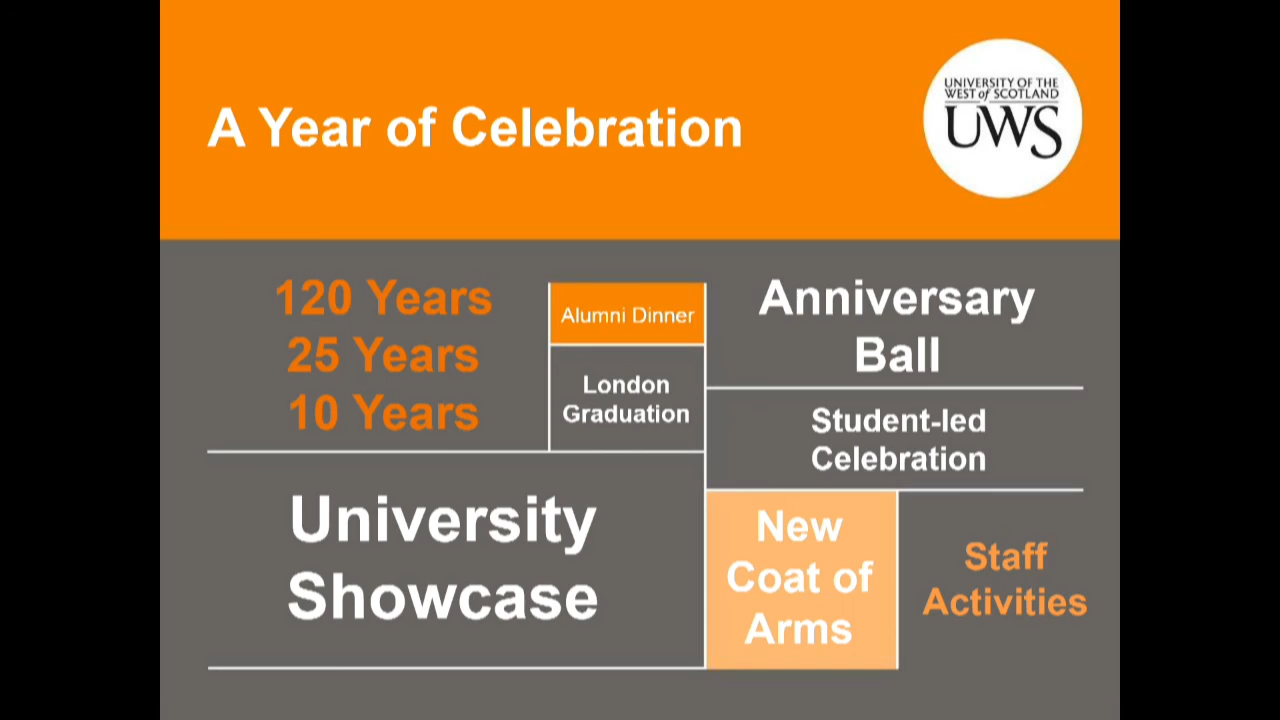 A Year of Celebration
UNIVERSITY OF THE
WEST of SCOTLAND
UWS
120 Years
25 Years
10 Years
Alumni Dinner
London
Graduation
Anniversary
Ball
Student-led
Celebration
University
Showcase
New
Coat of
Arms
Staff
Activities